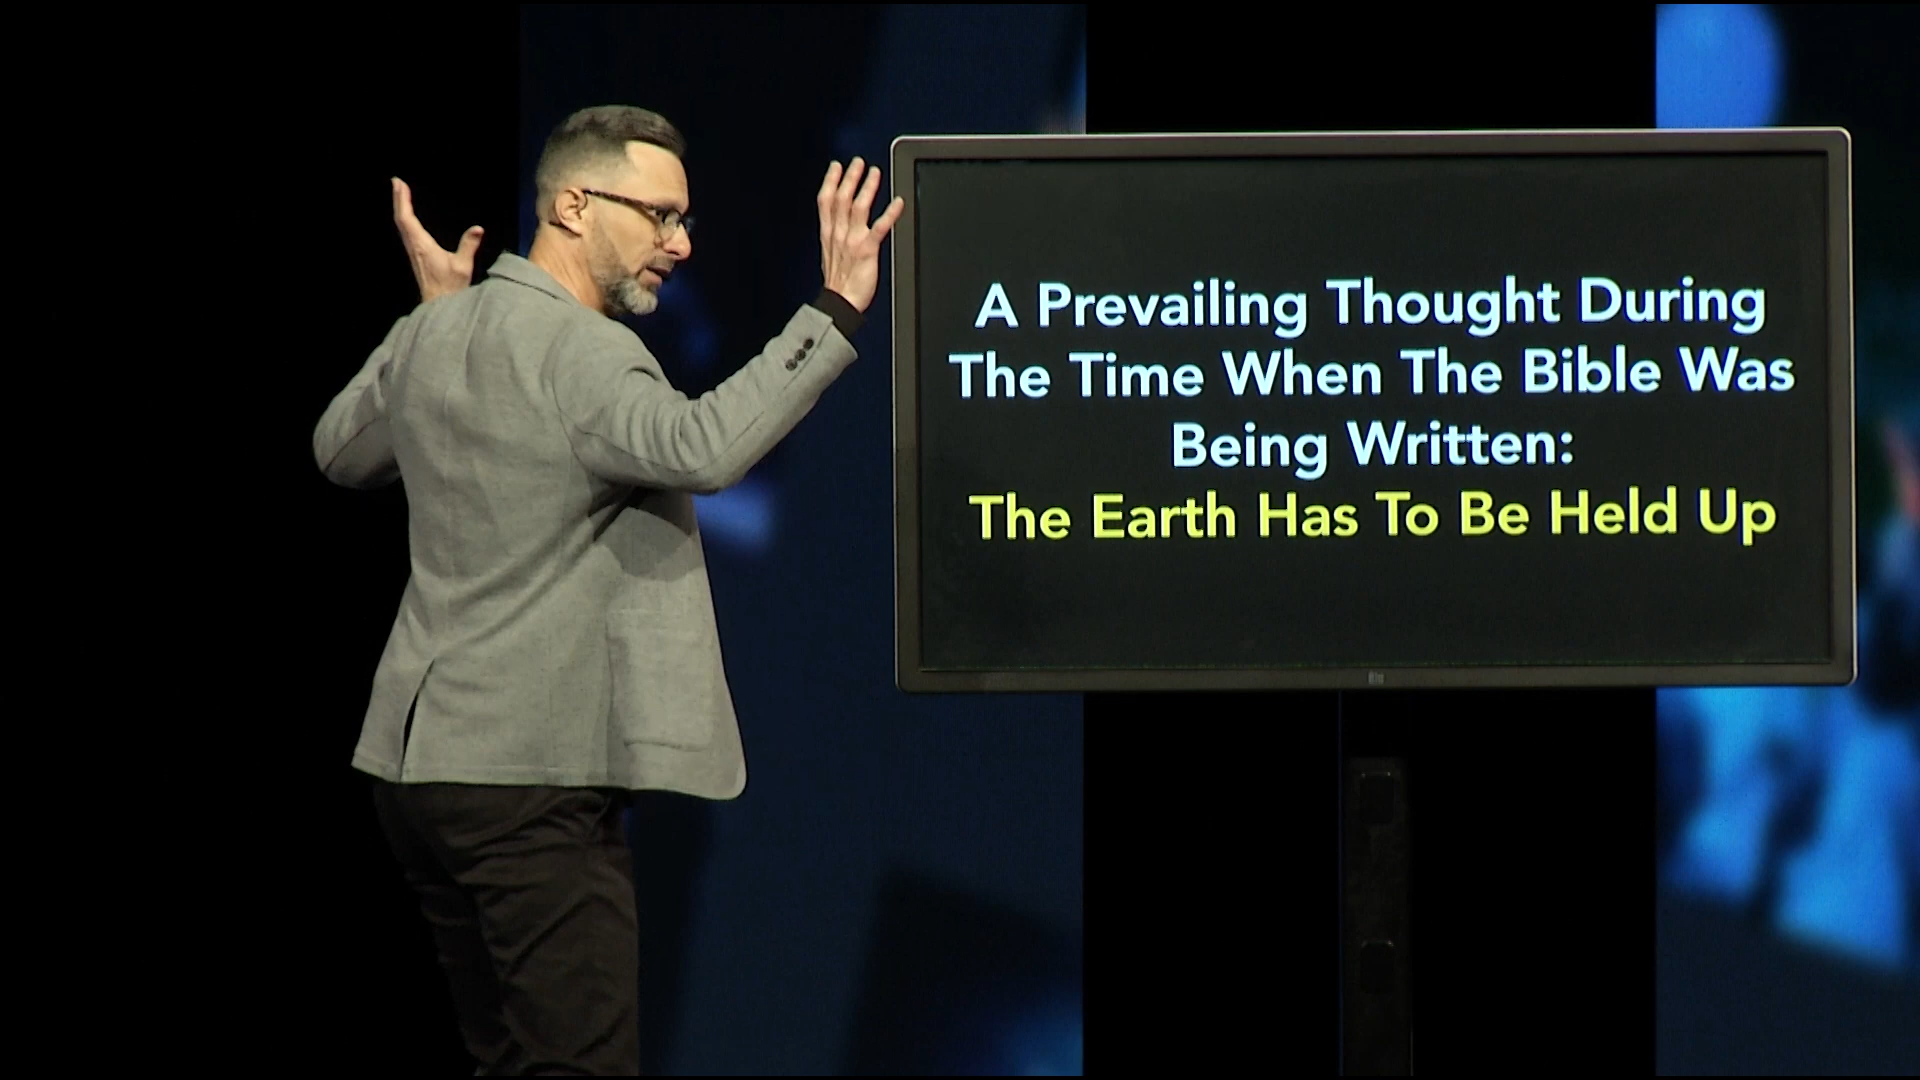 A Prevailing Thought During
The Time When The Bible Was
Being Written:
The Earth Has To Be Held Up